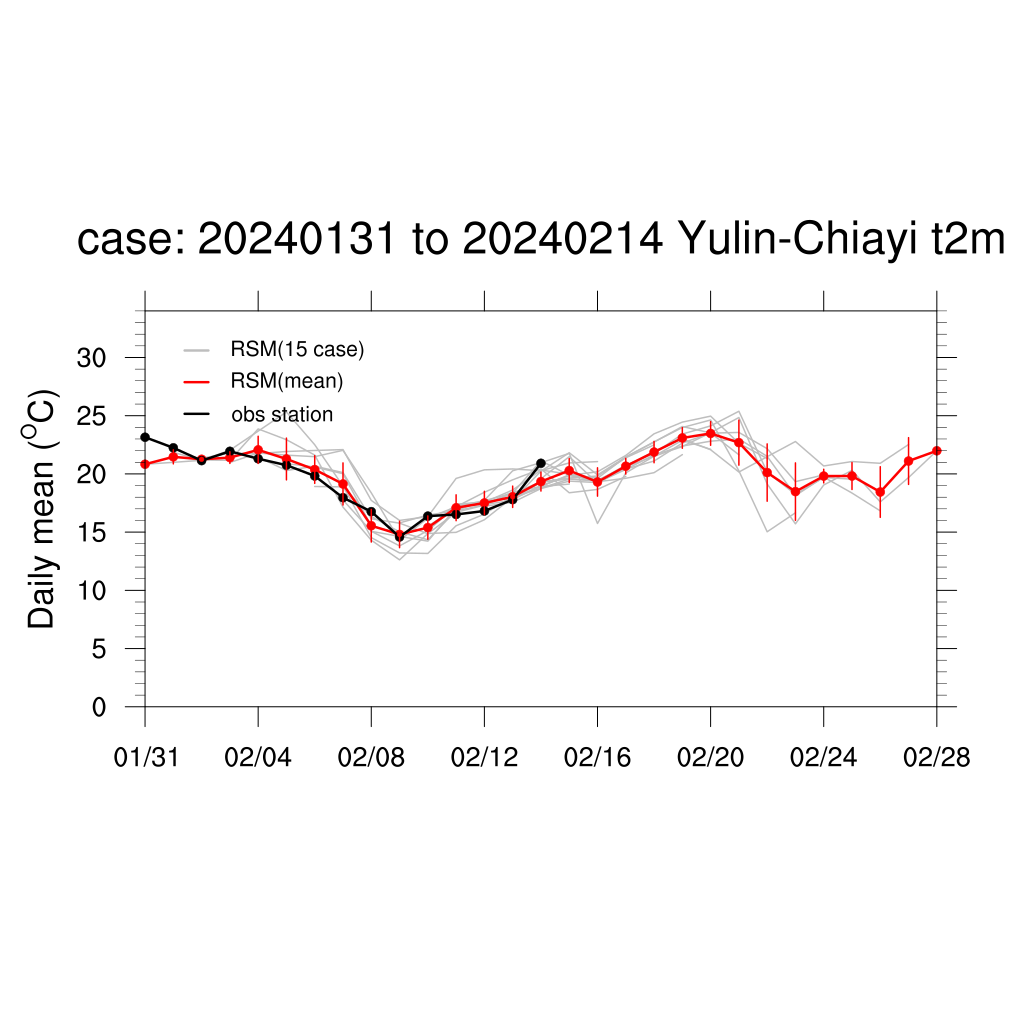 case: 20240131 to 20240214 Yulin-Chiayi t2m
RSM(15 case)
RSM(mean)
obs station
Daily mean (°C)
30
25
20
15
10
5
0
01/31 02/04 02/08 02/12 02/16 02/20 02/24 02/28